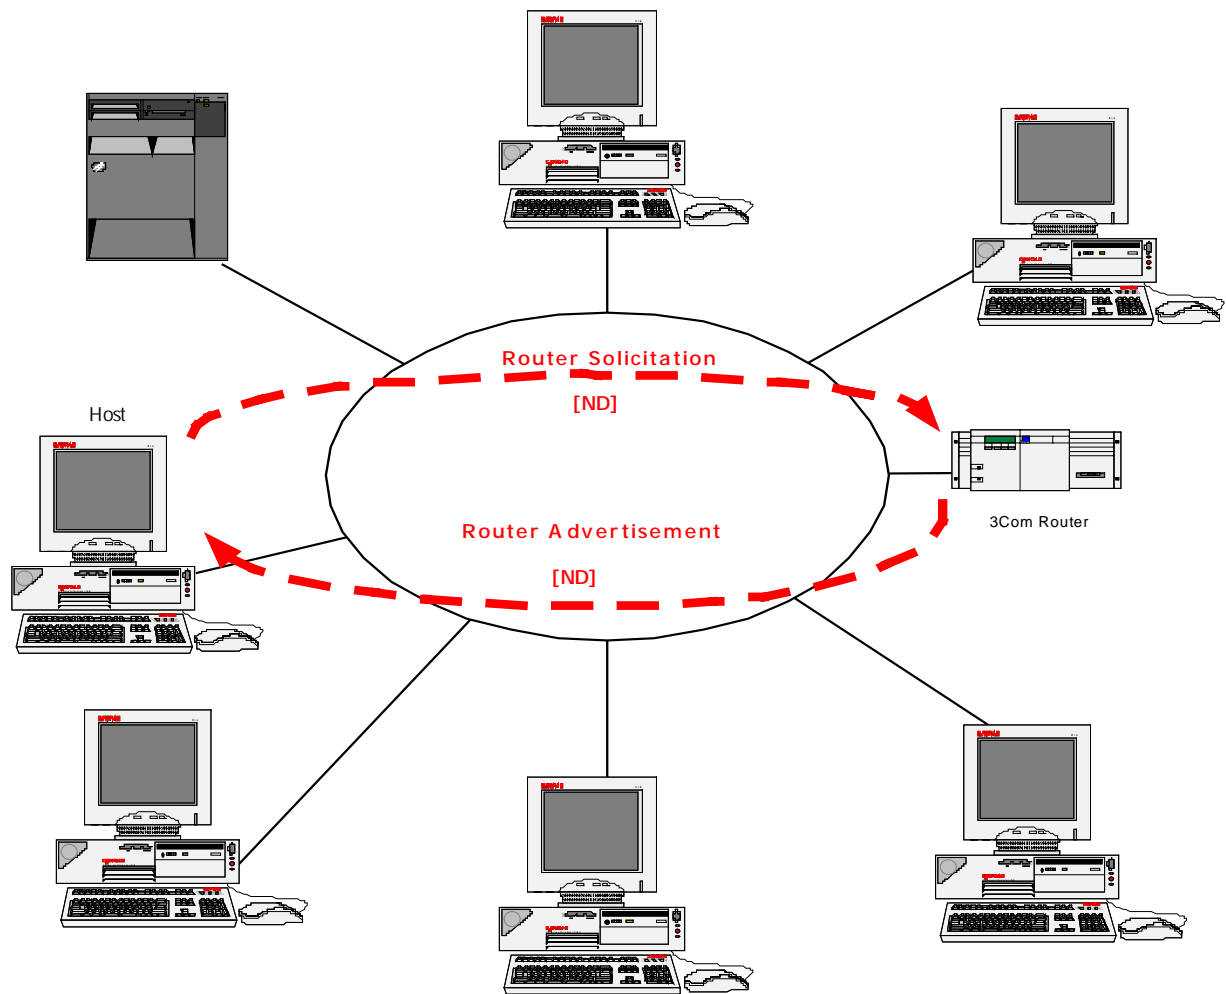 Router Solicitation
[ND]
Host
3Com Router
Router Advertisement
[ND]